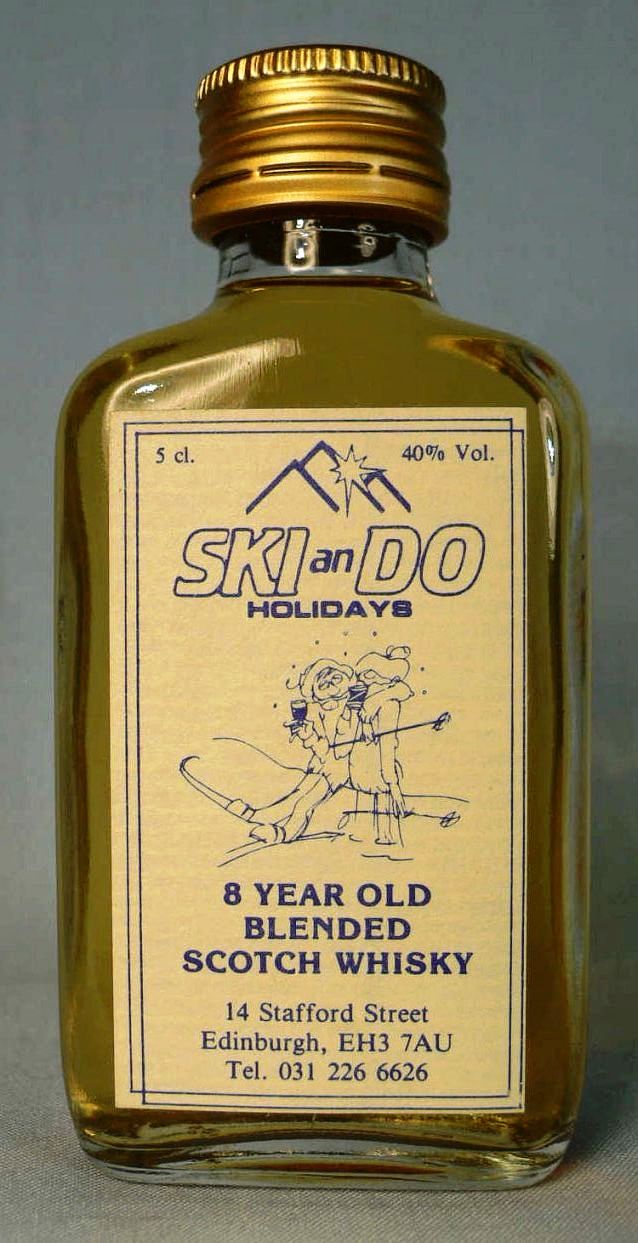 5 cl. 40% Vol.
SKI an DO
HOLIDAYS
8 YEAR OLD
BLENDED
SCOTCH WHISKY
14 Stafford Street
Edinburgh, EH3 7AU
Tel. 031 226 6626